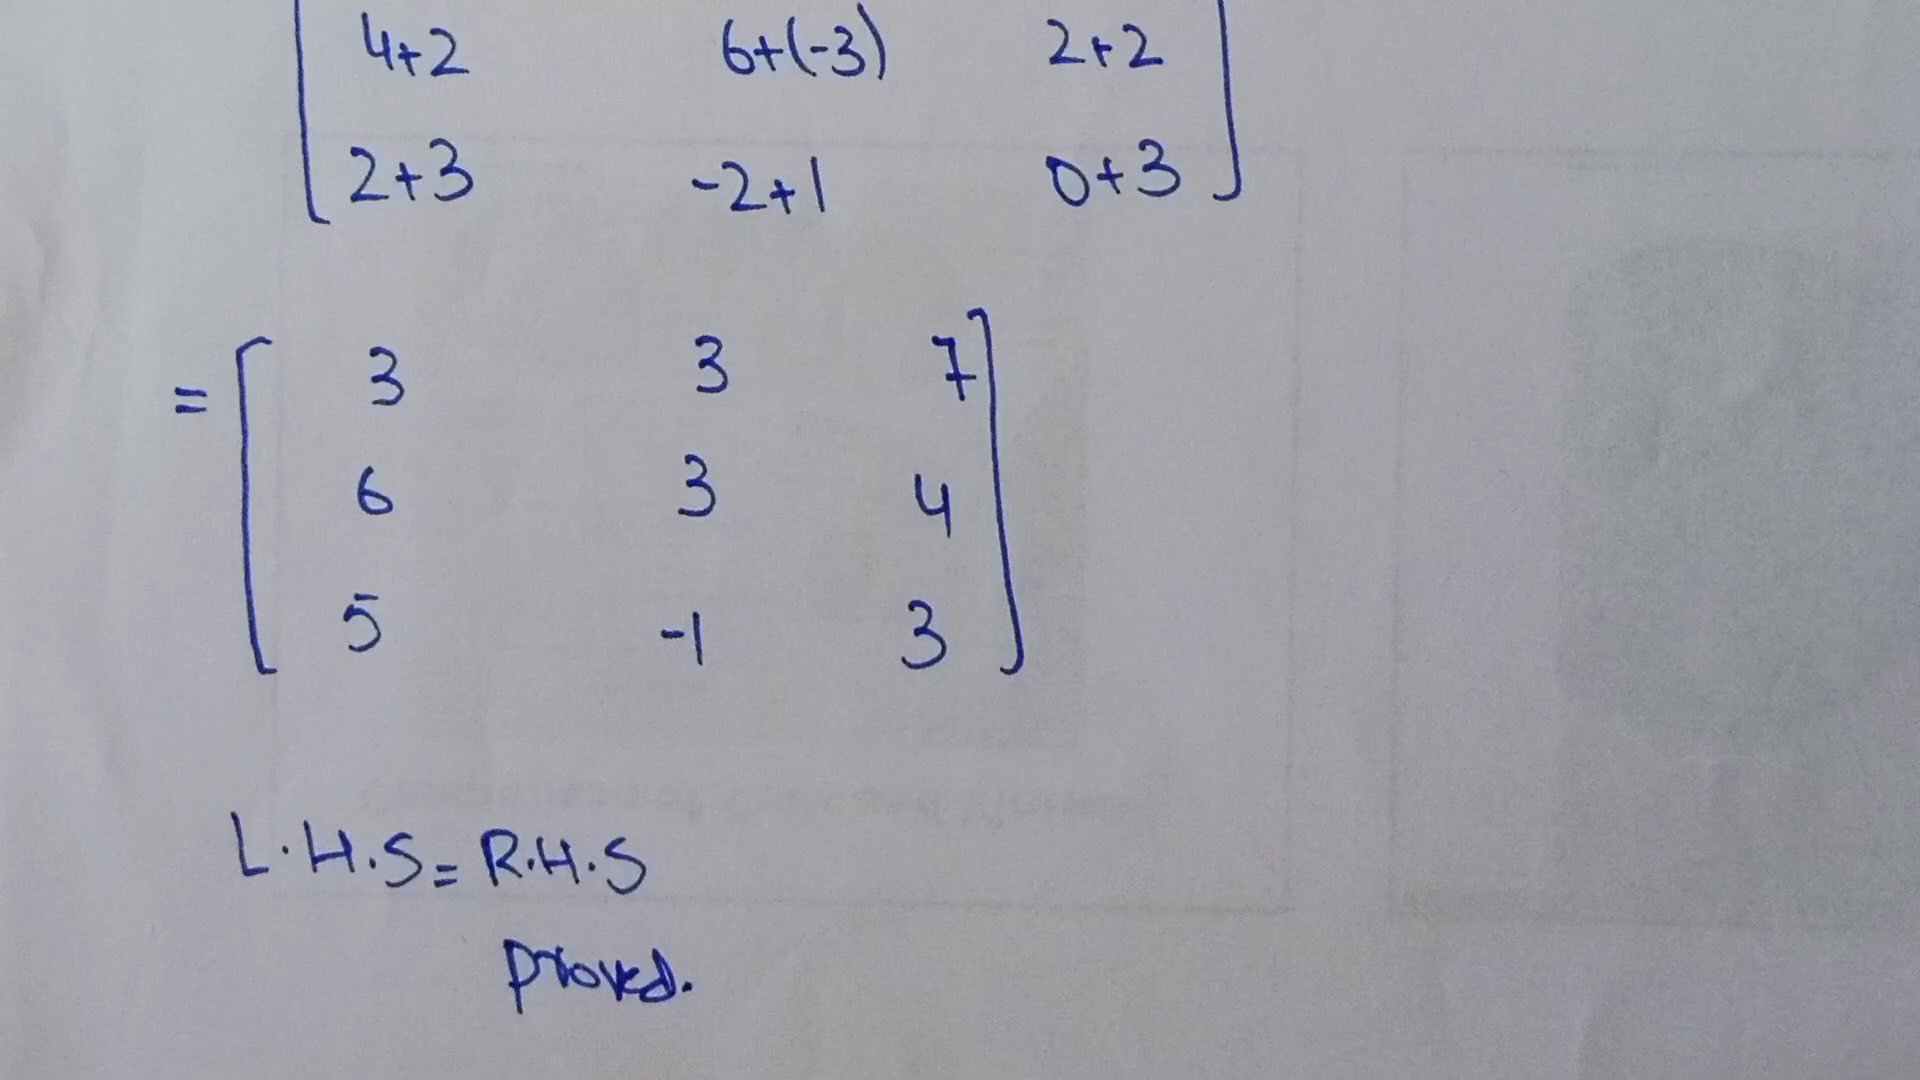 4+2 6+(-3) 2+2
2+3 -2+1 0+3
= 3 3 7
6 3 4
5 -1 3
L.H.S = R.H.S
proved.